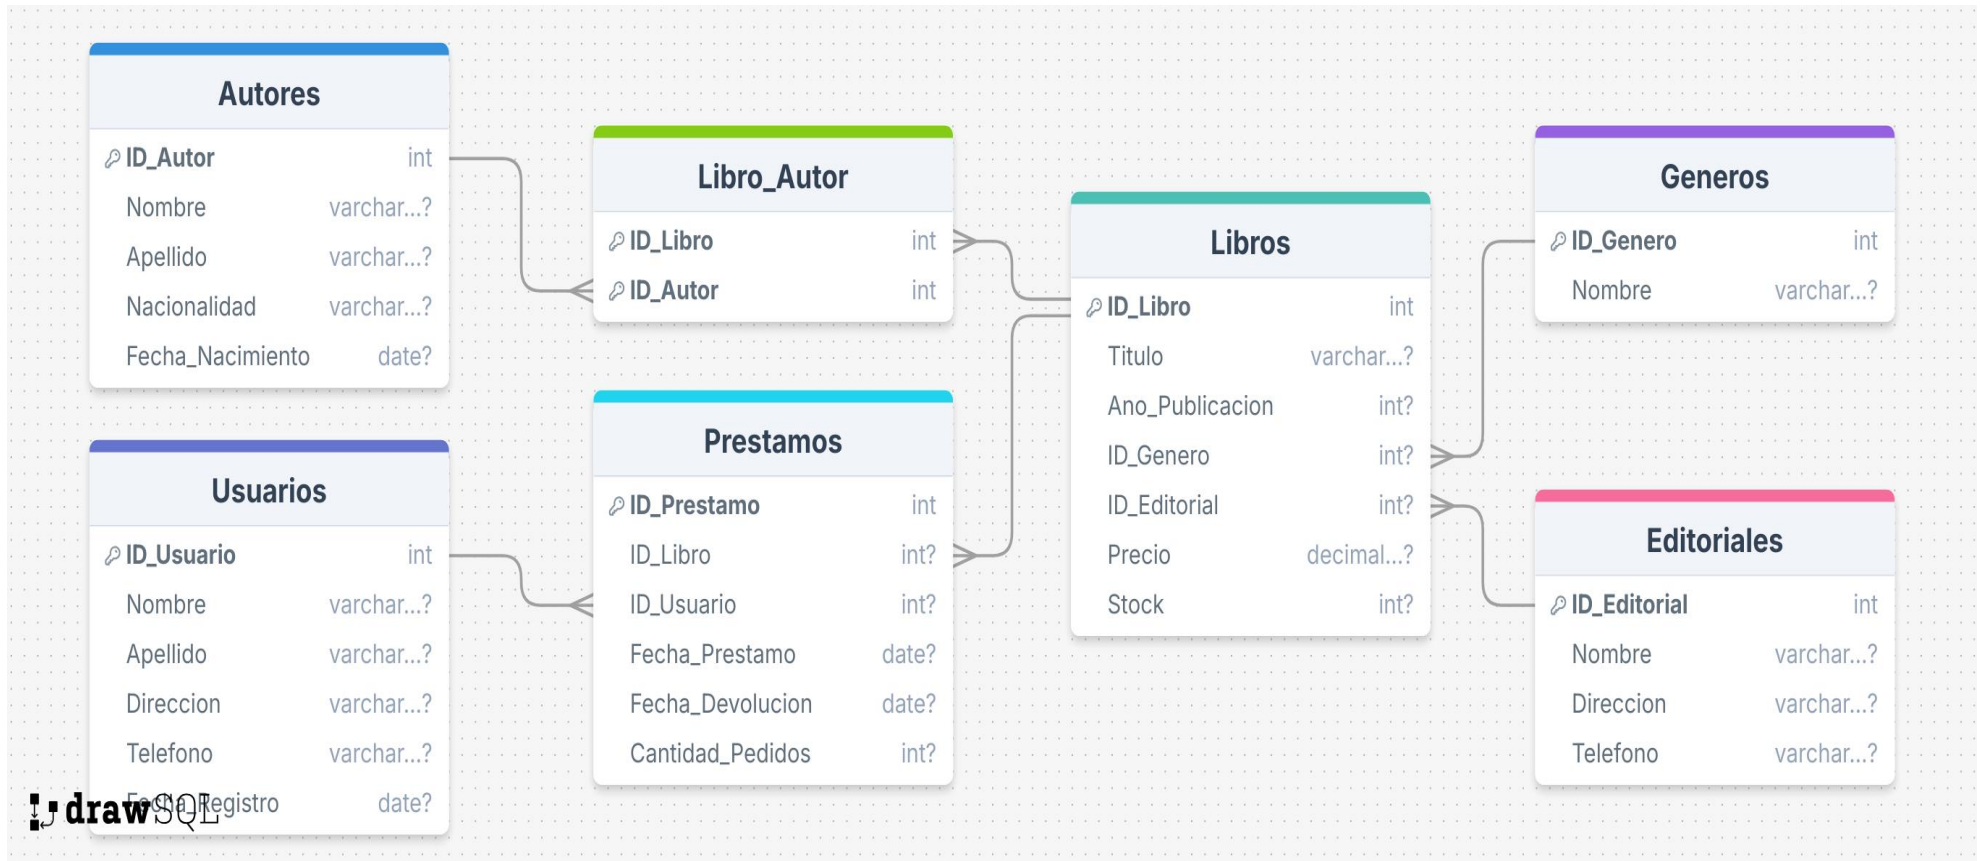 Autores
ID_Autor int
Nombre varchar...?
Apellido varchar...?
Nacionalidad varchar...?
Fecha_Nacimiento date?
Usuarios
ID_Usuario int
Nombre varchar...?
Apellido varchar...?
Direccion varchar...?
Telefono varchar...?
Fecha_Registro date?
drawSQL
Libro_Autor
ID_Libro int
ID_Autor int
Prestamos
ID_Prestamo int
ID_Libro int?
ID_Usuario int?
Fecha_Prestamo date?
Fecha_Devolucion date?
Cantidad_Pedidos int?
Libros
ID_Libro int
Titulo varchar...?
Ano_Publicacion int?
ID_Genero int?
ID_Editorial int?
Precio decimal...?
Stock int?
Generos
ID_Genero int
Nombre varchar...?
Editoriales
ID_Editorial int
Nombre varchar...?
Direccion varchar...?
Telefono varchar...?